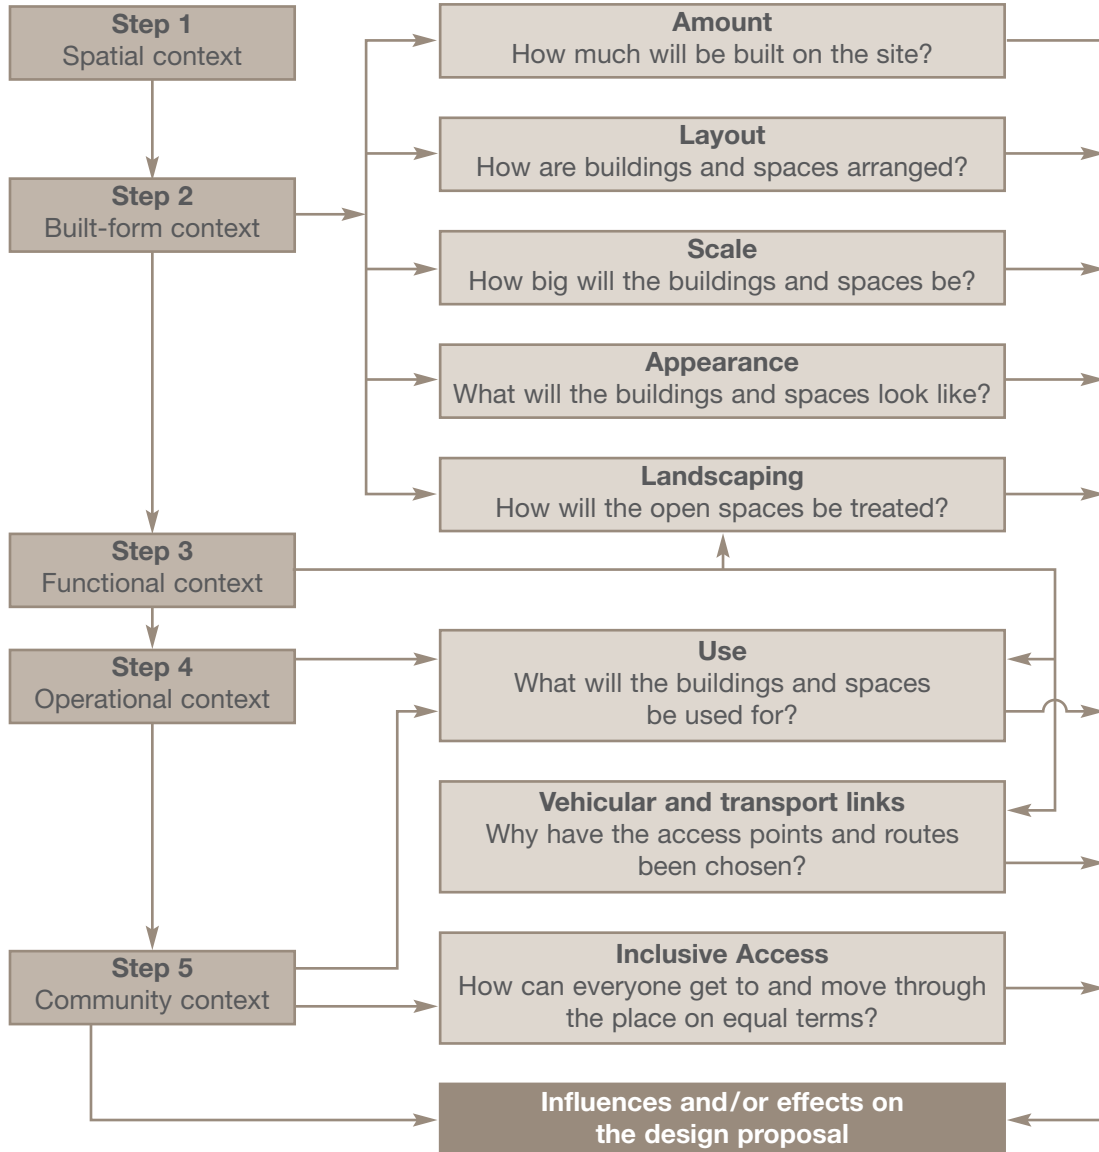 Step 1
Spatial context
Step 2
Built-form context
Step 3
Functional context
Step 4
Operational context
Step 5
Community context
Amount
How much will be built on the site?
Layout
How are buildings and spaces arranged?
Scale
How big will the buildings and spaces be?
Appearance
What will the buildings and spaces look like?
Landscaping
How will the open spaces be treated?
Use
What will the buildings and spaces
be used for?
Vehicular and transport links
Why have the access points and routes
been chosen?
Inclusive Access
How can everyone get to and move through
the place on equal terms?
Influences and/or effects on
the design proposal